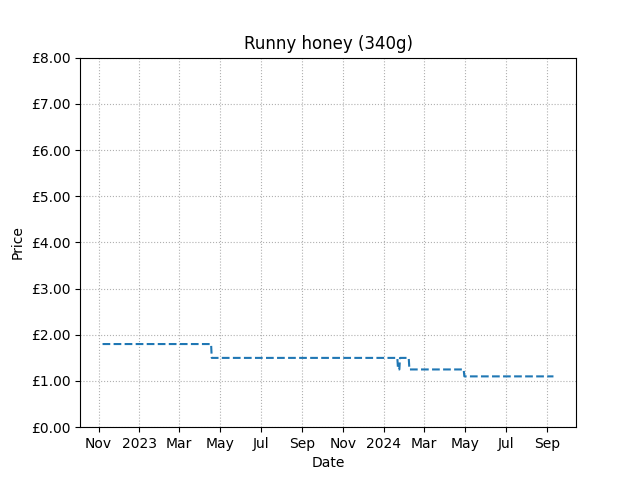 Runny honey (340g)
£8.00
£7.00
£6.00
£5.00
£4.00
£3.00
£2.00
£1.00
£0.00
Price
Nov 2023 Mar May Jul Sep Nov 2024 Mar May Jul Sep
Date